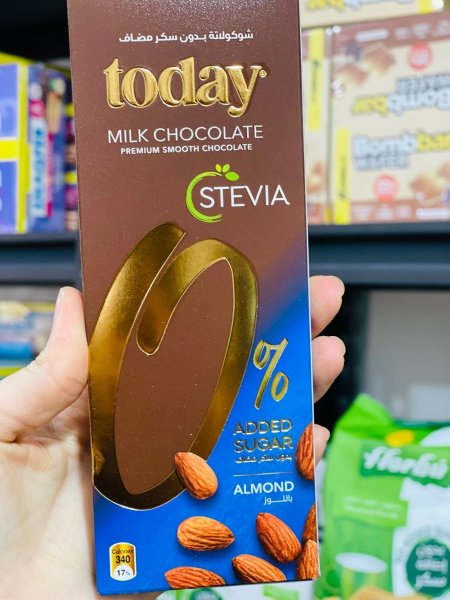 شوكولاتة بدون سكر مضاف
today
MILK CHOCOLATE
PREMIUM SMOOTH CHOCOLATE
STEVIA
0%
ADDED
SUGAR
بدون سكر مضاف
ALMOND
باللوز
Calories
340
17%
Bombbar